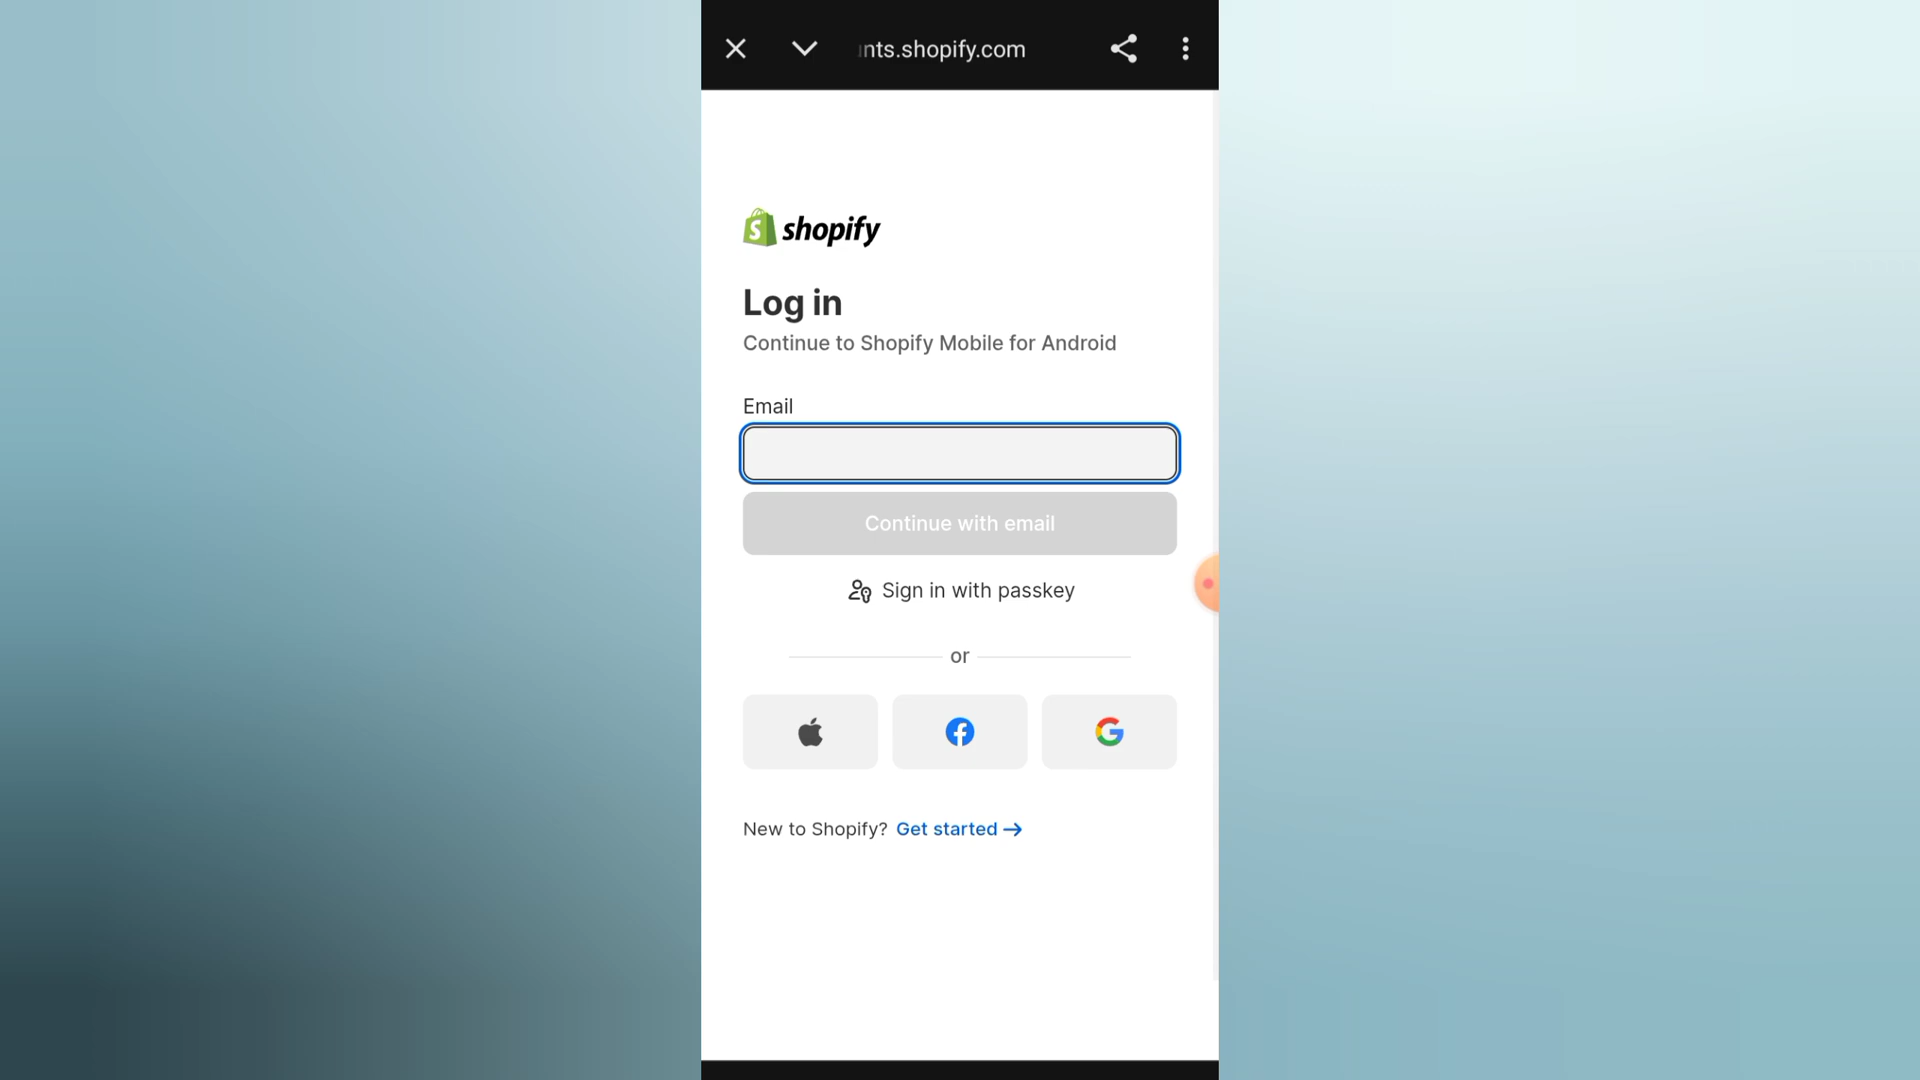 nts.shopify.com
shopify
Log in
Continue to Shopify Mobile for Android
Email
Continue with email
Sign in with passkey
or
New to Shopify? Get started →